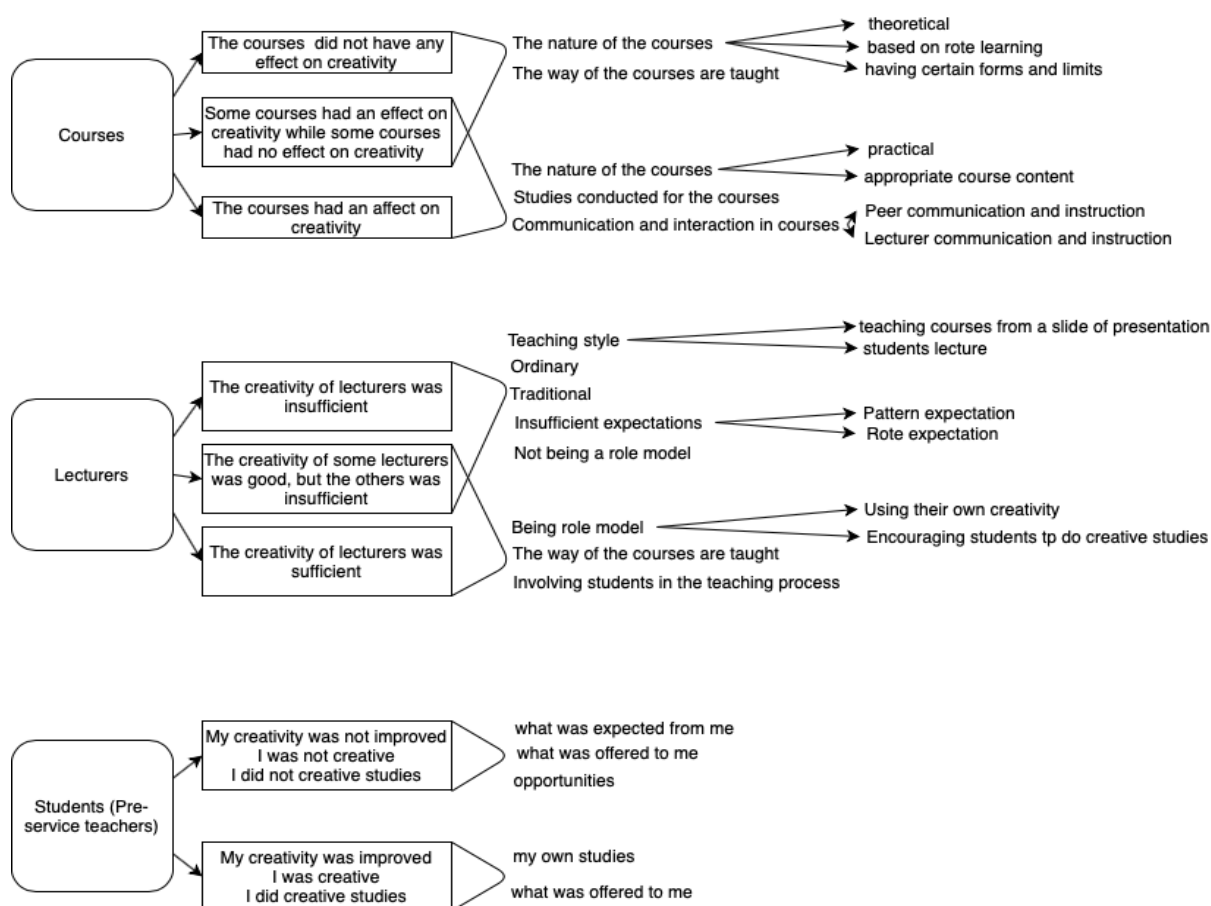 Courses
The courses did not have any
effect on creativity
Some courses had an effect on
creativity while some courses
had no effect on creativity
The courses had an affect on
creativity
The nature of the courses
theoretical
based on rote learning
having certain forms and limits
The way of the courses are taught
The nature of the courses
practical
appropriate course content
Studies conducted for the courses
Communication and interaction in courses
Peer communication and instruction
Lecturer communication and instruction
Lecturers
The creativity of lecturers was
insufficient
The creativity of some lecturers
was good, but the others was
insufficient
The creativity of lecturers was
sufficient
Teaching style
teaching courses from a slide of presentation
students lecture
Ordinary
Traditional
Insufficient expectations
Pattern expectation
Rote expectation
Not being a role model
Being role model
Using their own creativity
Encouraging students tp do creative studies
The way of the courses are taught
Involving students in the teaching process
Students (Pre-
service teachers)
My creativity was not improved
I was not creative
I did not creative studies
what was expected from me
what was offered to me
opportunities
My creativity was improved
I was creative
I did creative studies
my own studies
what was offered to me